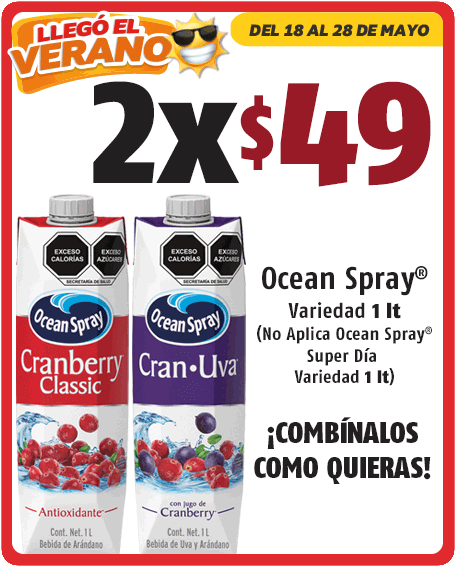 LLEGÓ EL
VERANO
DEL 18 AL 28 DE MAYO
2x$49
EXCESO CALORÍAS
EXCESO AZÚCARES
SECRETARÍA DE SALUD
EXCESO CALORÍAS
EXCESO AZÚCARES
SECRETARÍA DE SALUD
Ocean Spray®
Variedad 1 lt
(No Aplica Ocean Spray®
Super Día
Variedad 1 lt)
¡COMBÍNALOS
COMO QUIERAS!
Ocean Spray
Cranberry
Classic
Antioxidante
Cont. Net. 1L
Bebida de Arándano
Ocean Spray
Cran•Uva
con jugo de
Cranberry
Cont. Net. 1L
Bebida de Uva y Arándano